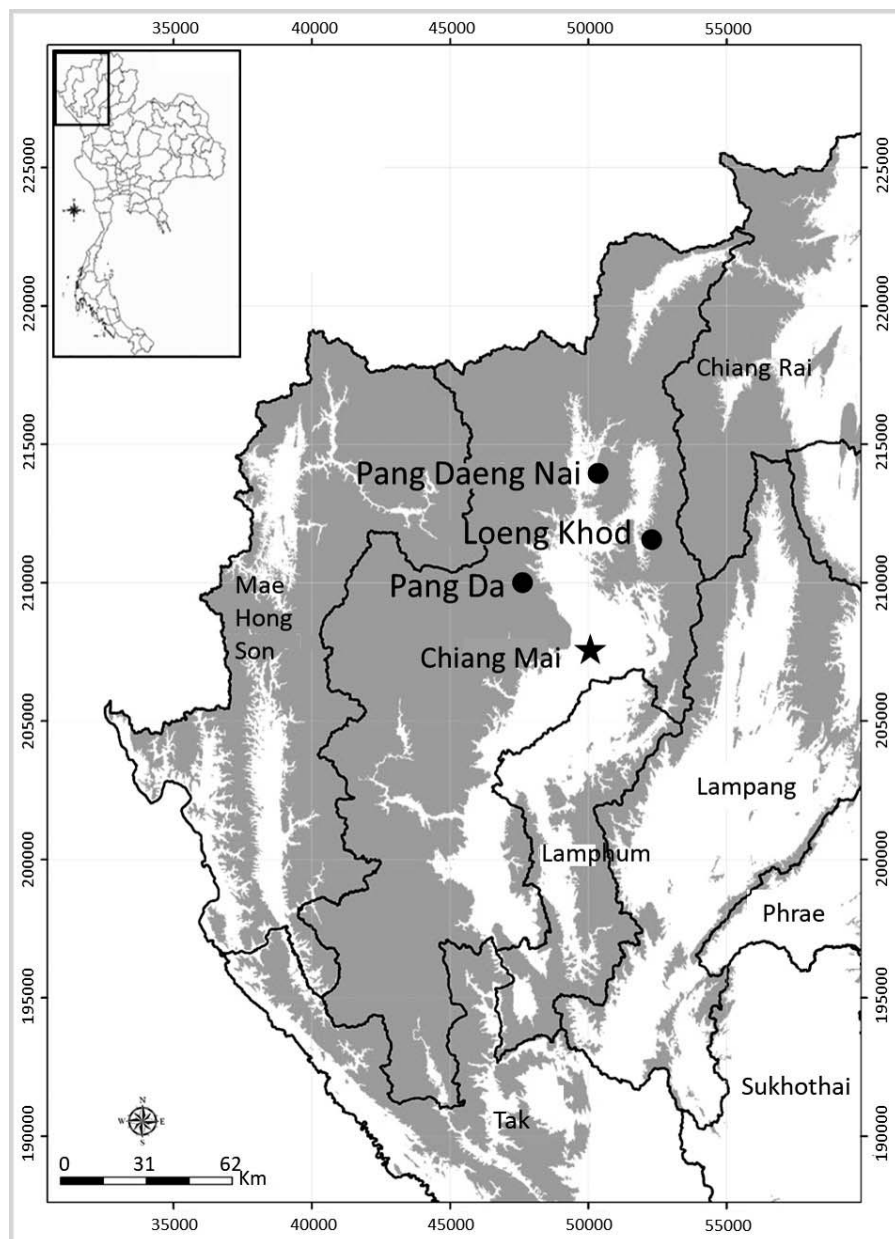 35000 40000 45000 50000 55000
225000 225000
220000 220000
Chiang Rai
215000 215000
Pang Daeng Nai
Loeng Khod
210000 210000
Mae
Hong
Son
Pang Da
Chiang Mai
205000 205000
Lampang
Lamphum
200000 200000
Phrae
195000 195000
Sukhothai
190000 190000
Tak
N
W E
S
0 31 62
Km
35000 40000 45000 50000 55000